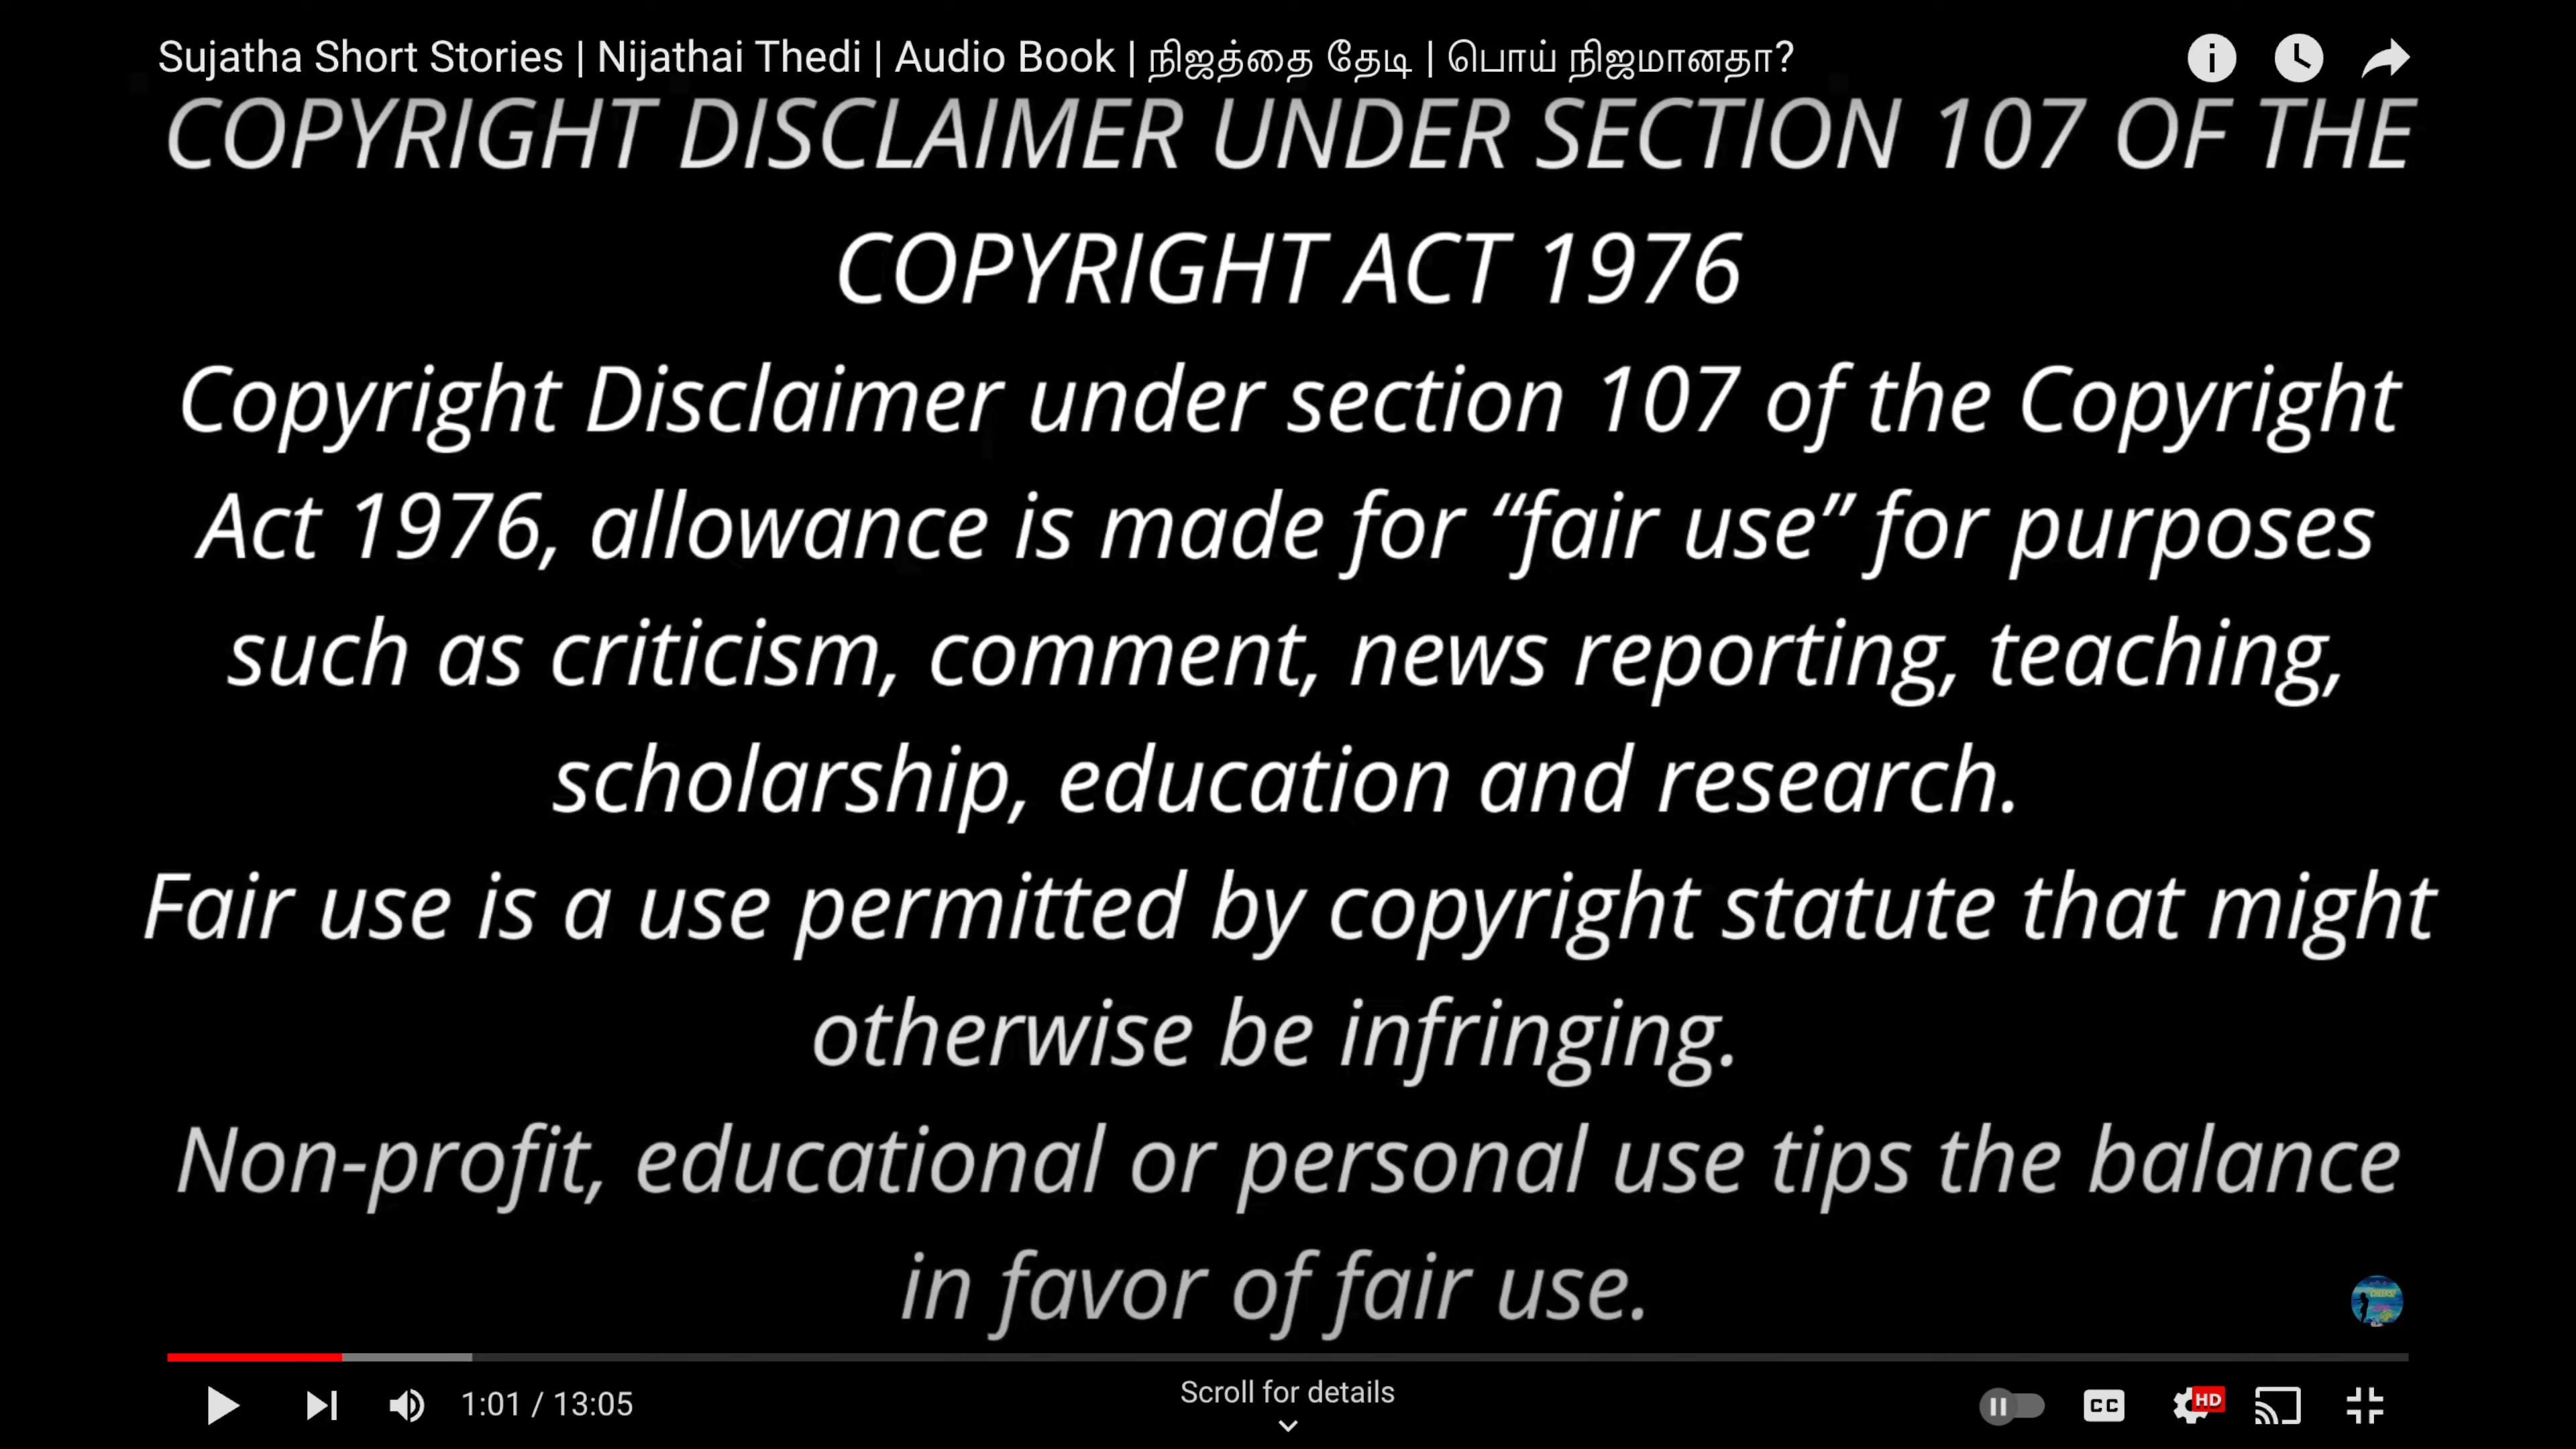 Sujatha Short Stories | Nijathai Thedi | Audio Book | நிஜத்தை தேடி | பொய் நிஜமானதா?
COPYRIGHT DISCLAIMER UNDER SECTION 107 OF THE
COPYRIGHT ACT 1976
Copyright Disclaimer under section 107 of the Copyright
Act 1976, allowance is made for “fair use” for purposes
such as criticism, comment, news reporting, teaching,
scholarship, education and research.
Fair use is a use permitted by copyright statute that might
otherwise be infringing.
Non-profit, educational or personal use tips the balance
in favor of fair use.
1:01 / 13:05
Scroll for details
CC
HD